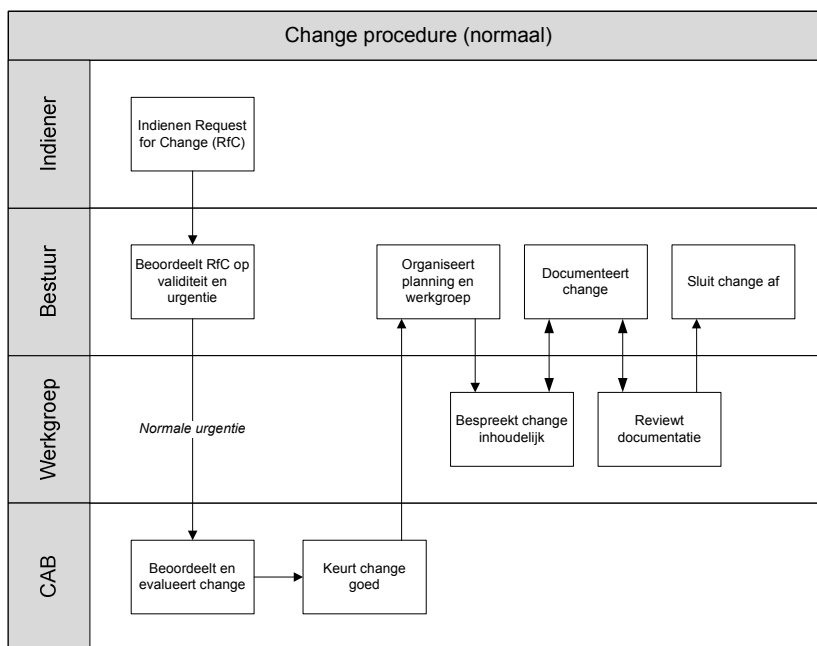 Change procedure (normaal)
Indiener
Indienen Request
for Change (RfC)
Bestuur
Beoordeelt RfC op
validiteit en
urgentie
Organiseert
planning en
werkgroep
Documenteert
change
Sluit change af
Werkgroep
Normale urgentie
Bespreekt change
inhoudelijk
Reviewt
documentatie
CAB
Beoordeelt en
evalueert change
Keurt change
goed